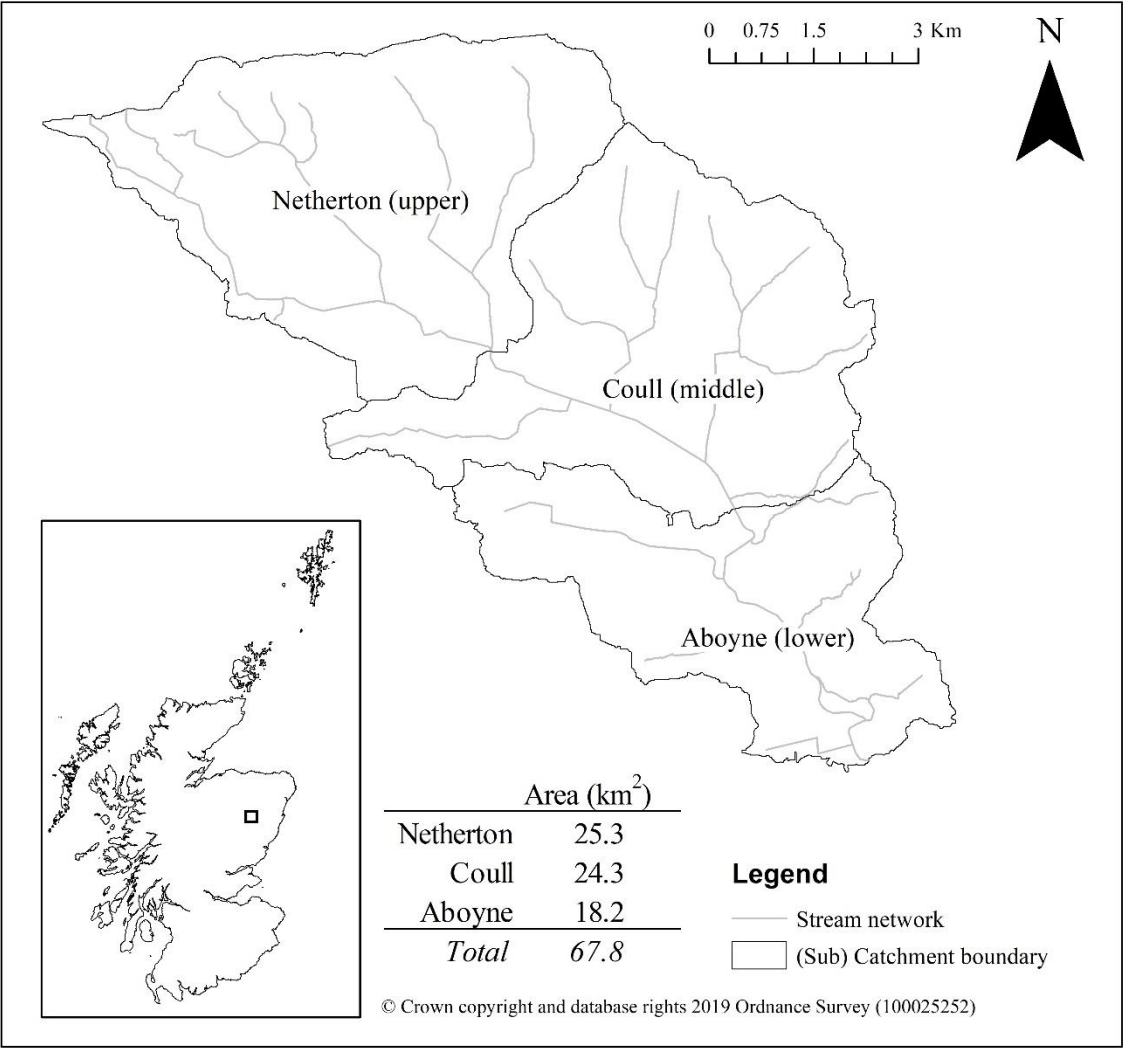 0 0.75 1.5 3 Km
N
Netherton (upper)
Coull (middle)
Aboyne (lower)
Area (km²)
Netherton 25.3
Coull 24.3
Aboyne 18.2
Total 67.8
Legend
Stream network
(Sub) Catchment boundary
© Crown copyright and database rights 2019 Ordnance Survey (100025252)